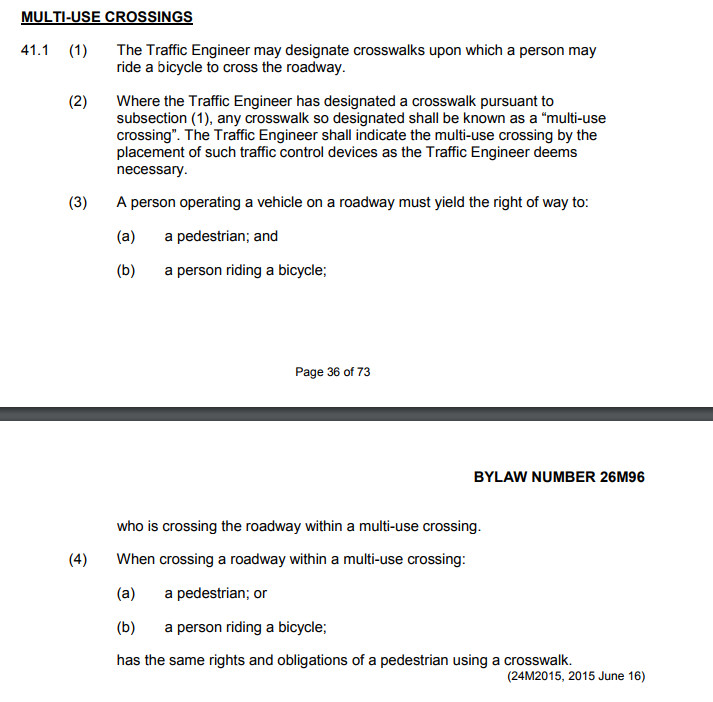 MULTI-USE CROSSINGS
41.1 (1) The Traffic Engineer may designate crosswalks upon which a person may
ride a bicycle to cross the roadway.
(2) Where the Traffic Engineer has designated a crosswalk pursuant to
subsection (1), any crosswalk so designated shall be known as a “multi-use
crossing”. The Traffic Engineer shall indicate the multi-use crossing by the
placement of such traffic control devices as the Traffic Engineer deems
necessary.
(3) A person operating a vehicle on a roadway must yield the right of way to:
(a) a pedestrian; and
(b) a person riding a bicycle;
Page 36 of 73
BYLAW NUMBER 26M96
who is crossing the roadway within a multi-use crossing.
(4) When crossing a roadway within a multi-use crossing:
(a) a pedestrian; or
(b) a person riding a bicycle;
has the same rights and obligations of a pedestrian using a crosswalk.
(24M2015, 2015 June 16)